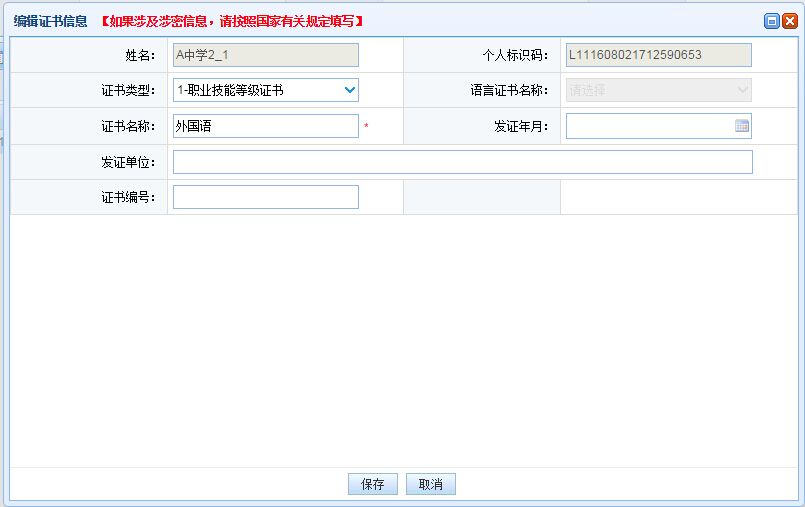 编辑证书信息 【如果涉及涉密信息，请按照国家有关规定填写】
姓名： A中学2_1 个人标识码： L111608021712590653
证书类型： 1-职业技能等级证书 语言证书名称： 请选择
证书名称： 外国语 * 发证年月：
发证单位：
证书编号：
保存 取消